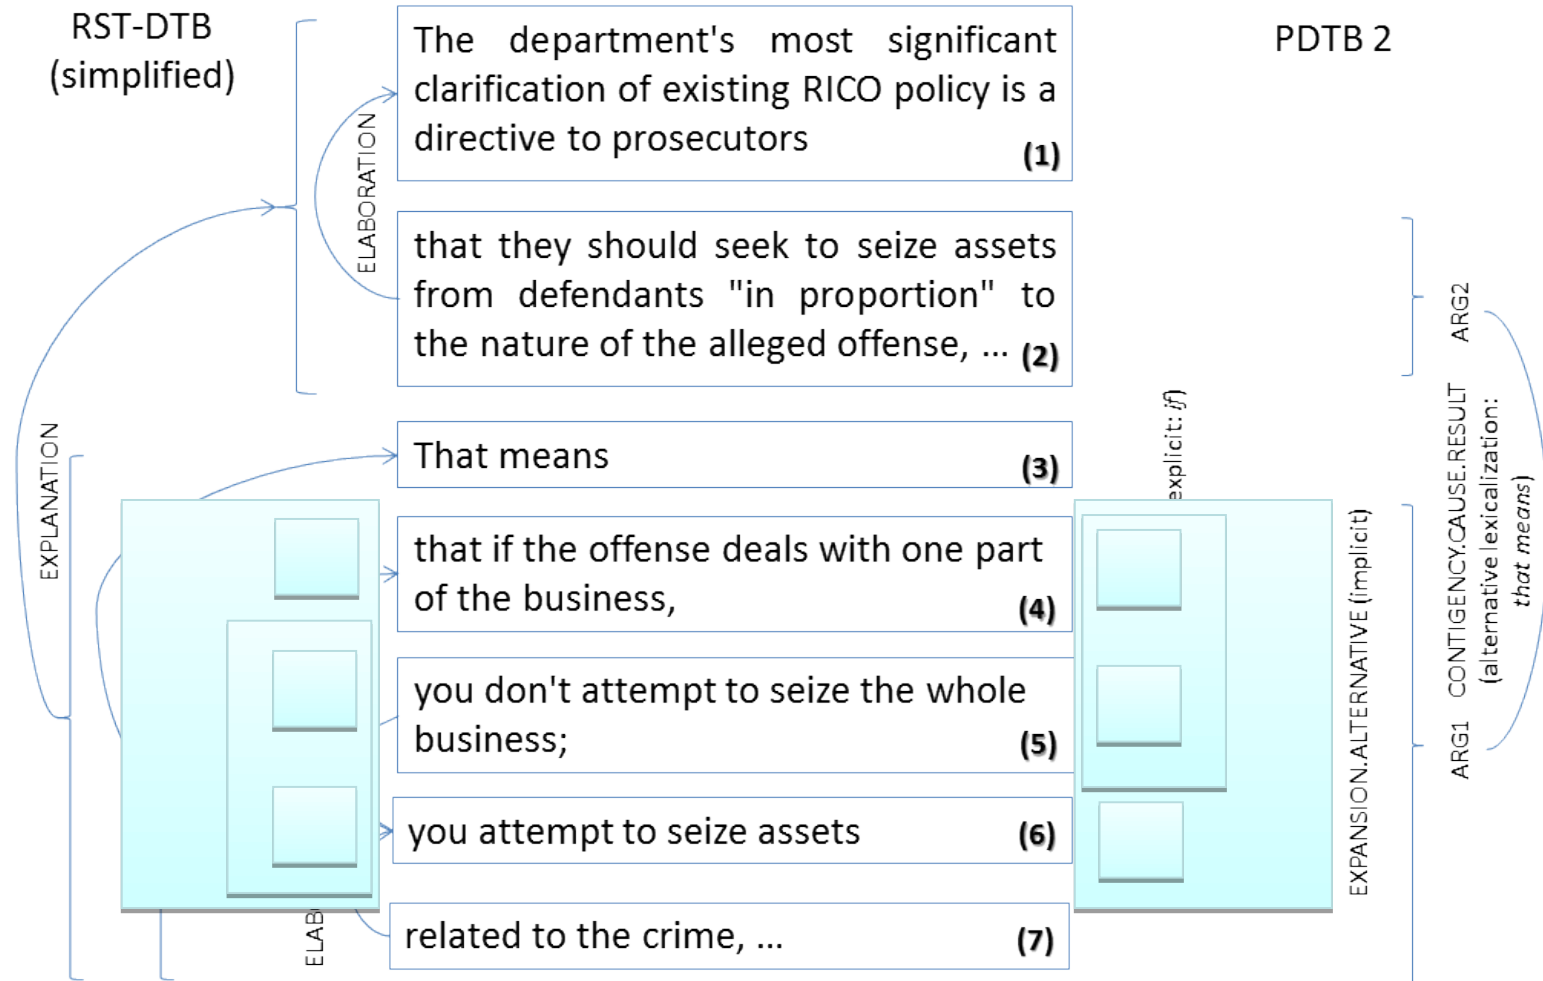 RST-DTB
(simplified)
PDTB 2
The department's most significant
clarification of existing RICO policy is a
directive to prosecutors
(1)
ELABORATION
that they should seek to seize assets
from defendants "in proportion" to
the nature of the alleged offense, ...
(2)
ARG2
EXPLANATION
That means
(3)
explicit: if)
that if the offense deals with one part
of the business,
(4)
you don't attempt to seize the whole
business;
(5)
you attempt to seize assets
(6)
ELAB
related to the crime, ...
(7)
EXPANSION.ALTERNATIVE (implicit)
ARG1
CONTIGENCY.CAUSE.RESULT
(alternative lexicalization:
that means)